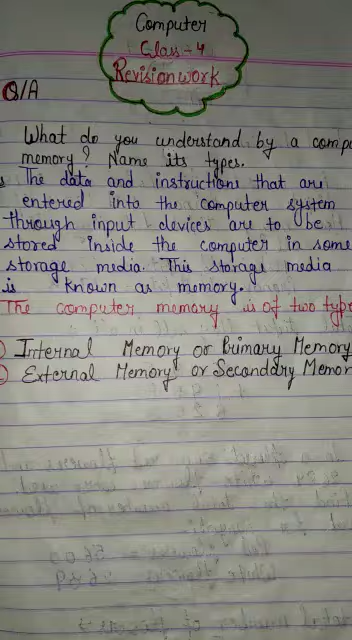 Computer
Class-4
Revision work
Q/A
What do you understand by a comp
memory? Name its types.
The data and instructions that are
entered into the computer system
through input devices are to be
stored inside the computer in some
storage media. This storage media
is known as memory.
The computer memory is of two type
Internal Memory or Primary Memory
External Memory or Secondary Memor